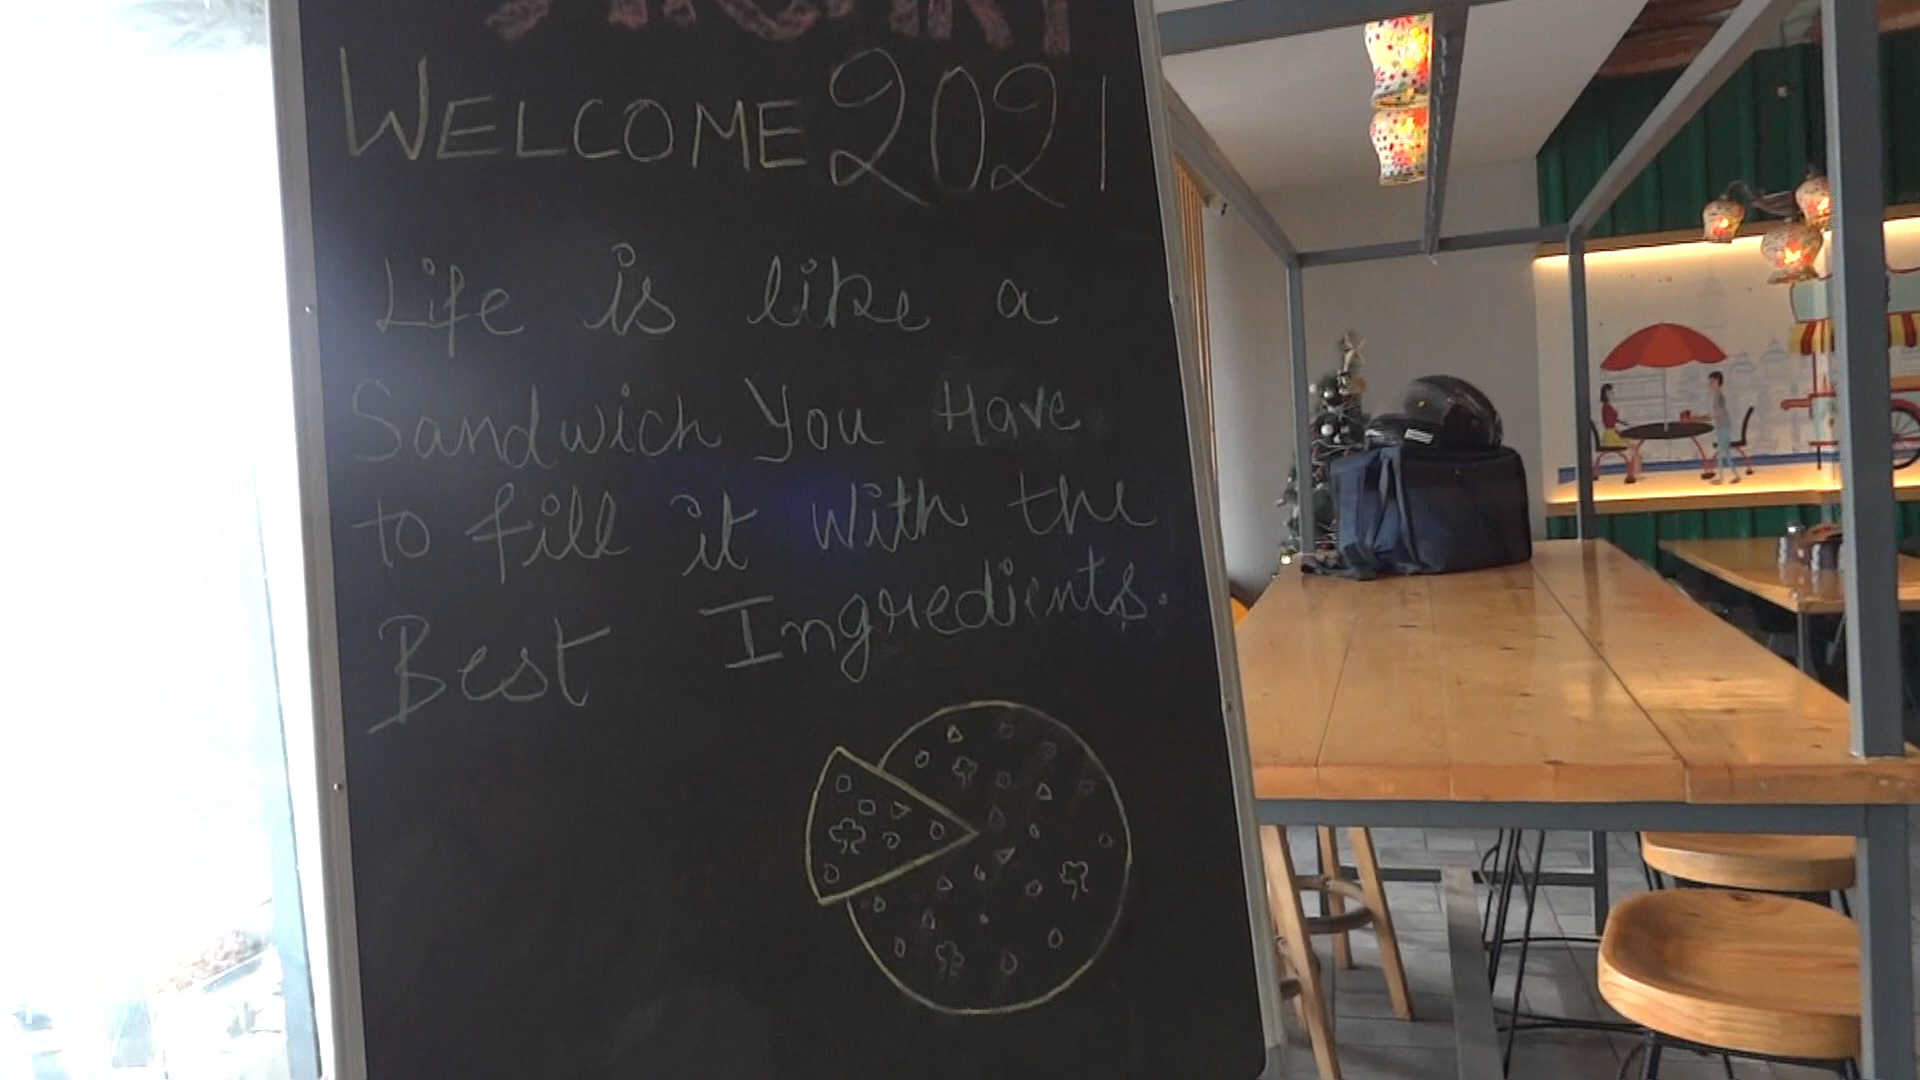 WELCOME 2021
Life is like a
Sandwich You Have
to fill it With the
Best Ingredients.